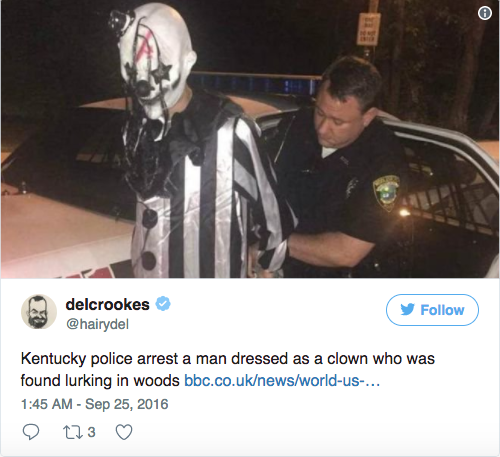 delcrookes
@hairydel
Follow
Kentucky police arrest a man dressed as a clown who was
found lurking in woods bbc.co.uk/news/world-us-...
1:45 AM - Sep 25, 2016
3